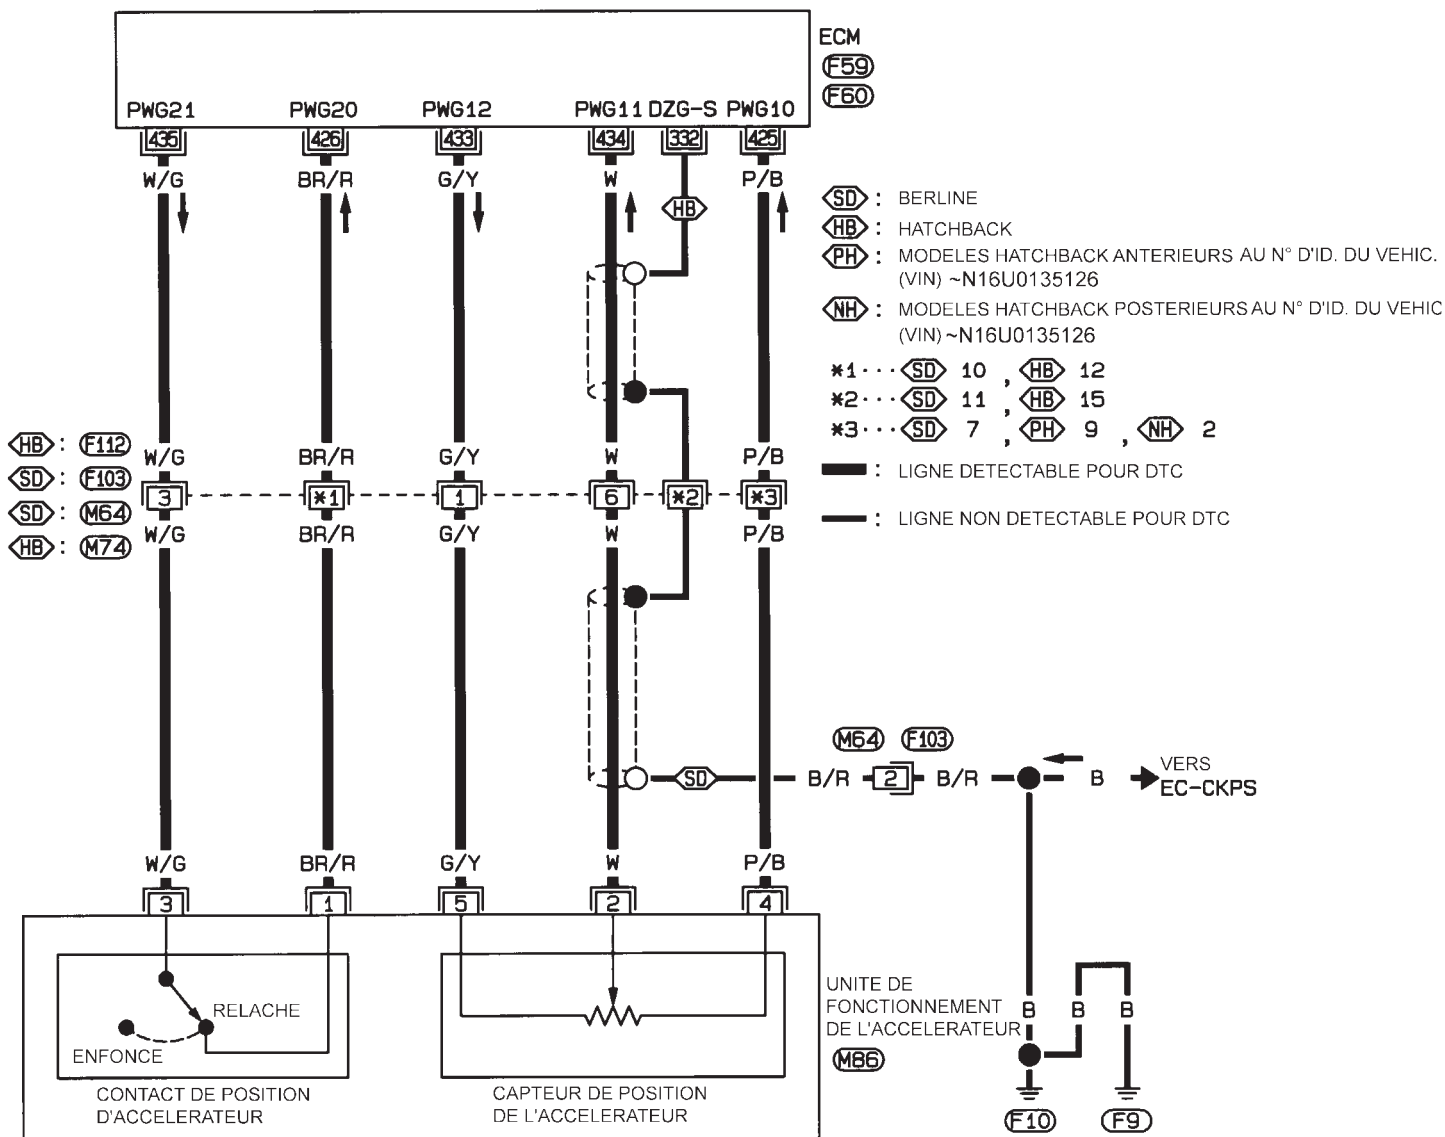 ECM
F59
F60
PWG21 PWG20 PWG12 PWG11 DZG-S PWG10
435 426 433 434 332 425
W/G BR/R G/Y W P/B
HB
SD : BERLINE
HB : HATCHBACK
PH : MODELES HATCHBACK ANTERIEURS AU N° D'ID. DU VEHIC.
(VIN) ~N16U0135126
NH : MODELES HATCHBACK POSTERIEURS AU N° D'ID. DU VEHIC
(VIN) ~N16U0135126
*1··· SD 10 , HB 12
*2··· SD 11 , HB 15
*3··· SD 7 , PH 9 , NH 2
: LIGNE DETECTABLE POUR DTC
: LIGNE NON DETECTABLE POUR DTC
HB : F112
SD : F103
SD : M64
HB : M74
W/G BR/R G/Y W P/B
3 *1 1 6 *2 *3
W/G BR/R G/Y W P/B
M64 F103
SD B/R 2 B/R B
VERS
EC-CKPS
W/G BR/R G/Y W P/B
3 1 5 2 4
RELACHE
ENFONCE
CONTACT DE POSITION
D'ACCELERATEUR
CAPTEUR DE POSITION
DE L'ACCELERATEUR
UNITE DE
FONCTIONNEMENT
DE L'ACCELERATEUR
M86
B B B
F10 F9